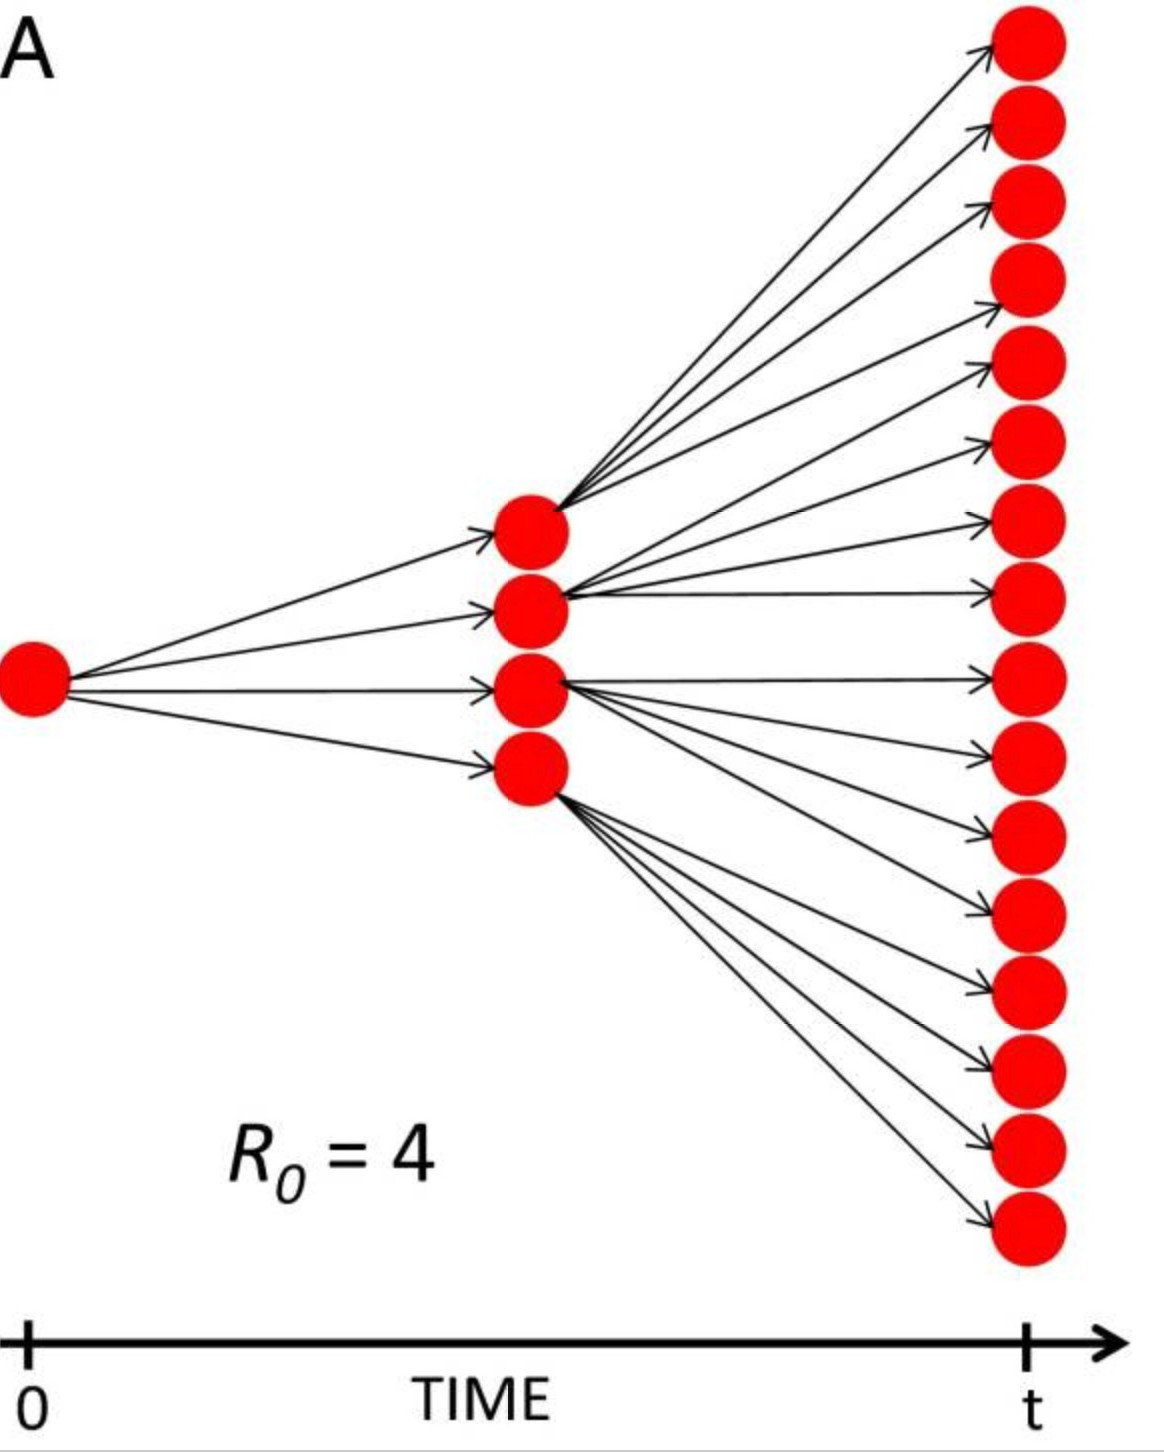 A
R₀ = 4
0 TIME t